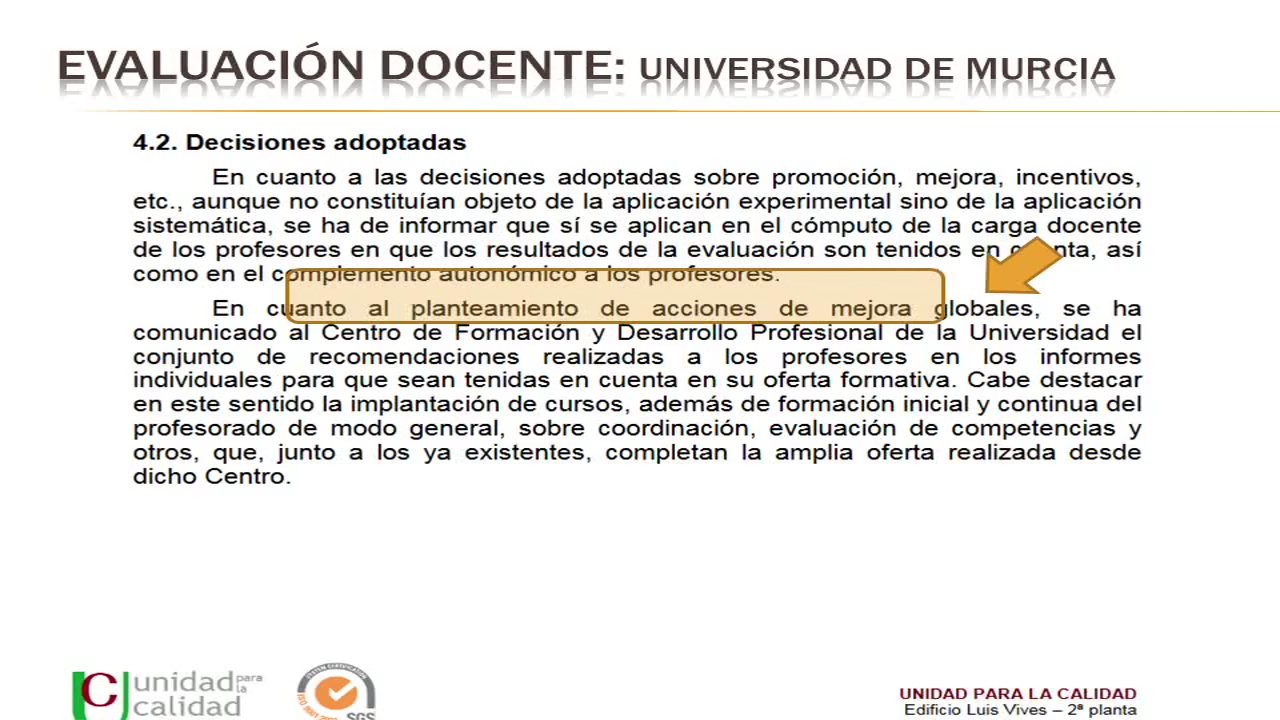 EVALUACIÓN DOCENTE: UNIVERSIDAD DE MURCIA
4.2. Decisiones adoptadas
En cuanto a las decisiones adoptadas sobre promoción, mejora, incentivos,
etc., aunque no constituían objeto de la aplicación experimental sino de la aplicación
sistemática, se ha de informar que sí se aplican en el cómputo de la carga docente
de los profesores en que los resultados de la evaluación son tenidos en cuenta, así
como en el complemento autonómico a los profesores.
En cuanto al planteamiento de acciones de mejora globales, se ha
comunicado al Centro de Formación y Desarrollo Profesional de la Universidad el
conjunto de recomendaciones realizadas a los profesores en los informes
individuales para que sean tenidas en cuenta en su oferta formativa. Cabe destacar
en este sentido la implantación de cursos, además de formación inicial y continua del
profesorado de modo general, sobre coordinación, evaluación de competencias y
otros, que, junto a los ya existentes, completan la amplia oferta realizada desde
dicho Centro.
UC unidad para la calidad
SGS
UNIDAD PARA LA CALIDAD
Edificio Luis Vives – 2ª planta